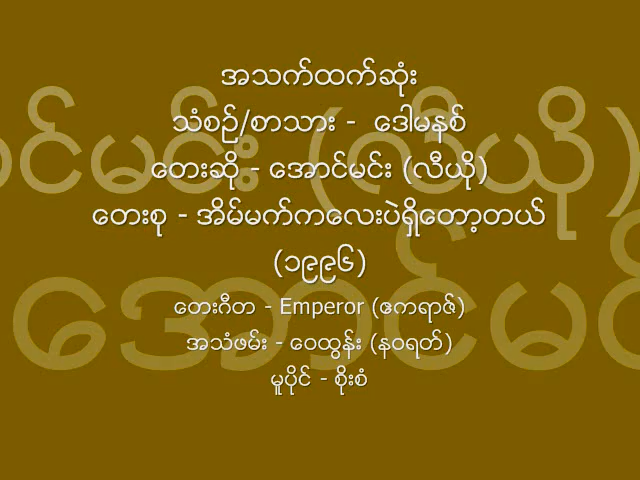 အသက်ထက်ဆုံး
သံစဉ်/စာသား - ဒေါမနစ်
တေးဆို - အောင်မင်း (လီယို)
တေးစု - အိမ်မက်ကလေးပဲရှိတော့တယ်
(၁၉၉၆)
တေးဂီတ - Emperor (ဧကရာဇ်)
အသံဖမ်း - ဝေထွန်း (နဝရတ်)
မူပိုင် - စိုးစံ